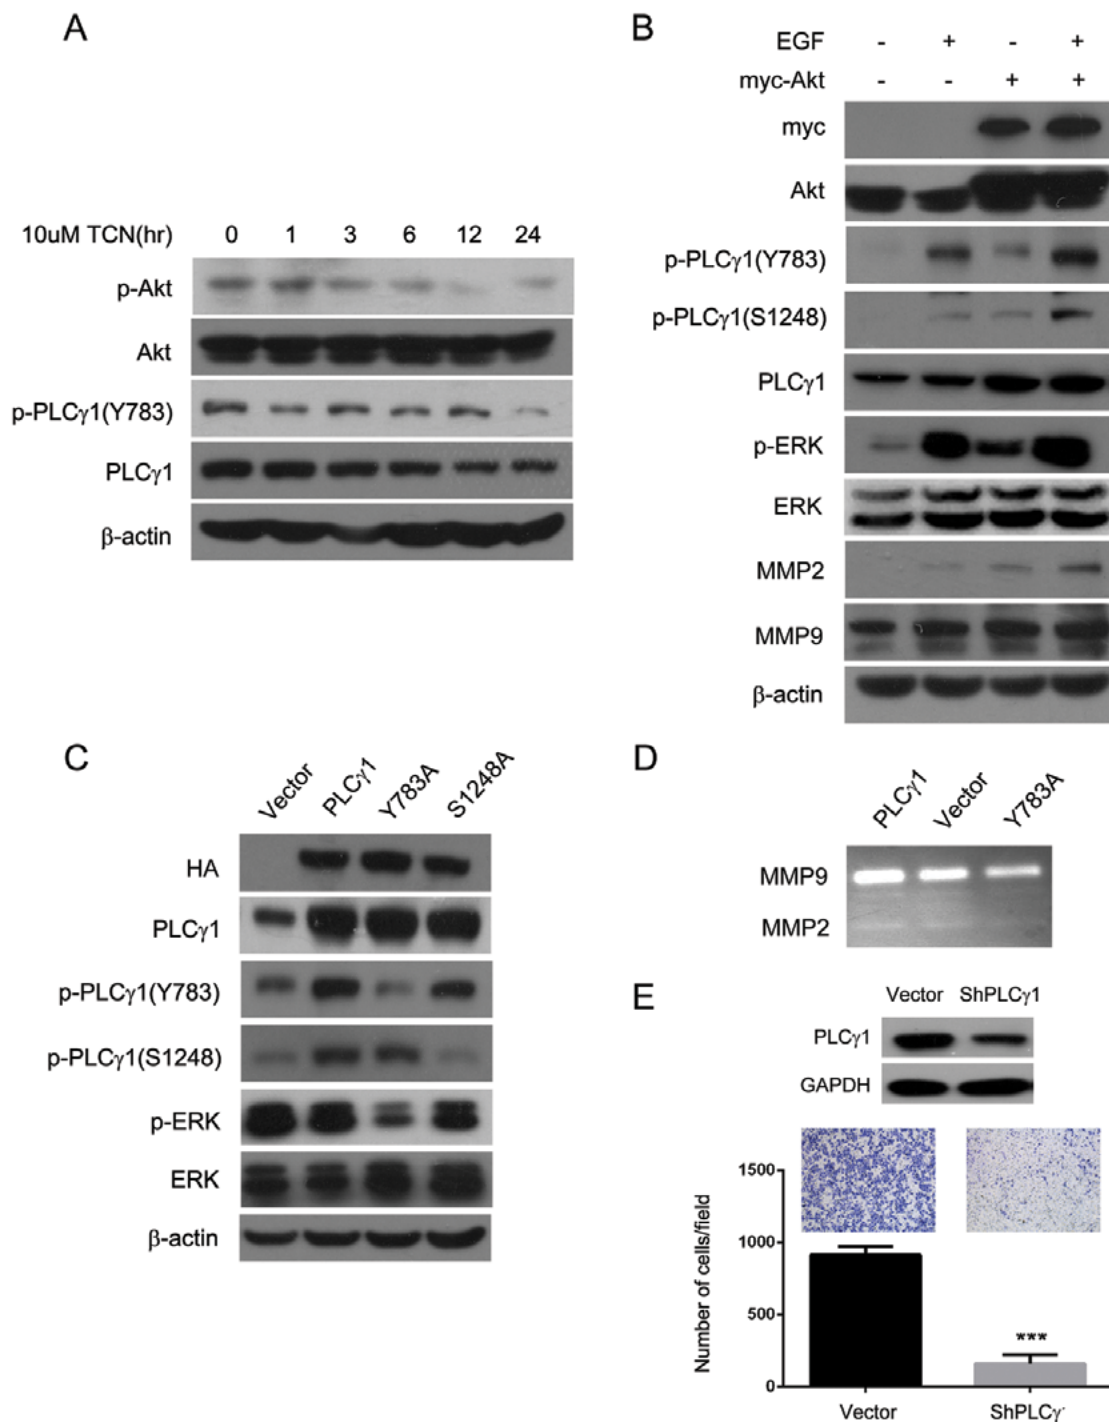 A
10uM TCN(hr) 0 1 3 6 12 24
p-Akt
Akt
p-PLCγ1(Y783)
PLCγ1
β-actin
B
EGF - + - +
myc-Akt - - + +
myc
Akt
p-PLCγ1(Y783)
p-PLCγ1(S1248)
PLCγ1
p-ERK
ERK
MMP2
MMP9
β-actin
C
Vector PLCγ1 Y783A S1248A
HA
PLCγ1
p-PLCγ1(Y783)
p-PLCγ1(S1248)
p-ERK
ERK
β-actin
D
PLCγ1 Vector Y783A
MMP9
MMP2
E
Vector ShPLCγ1
PLCγ1
GAPDH
Number of cells/field
1500
1000
500
0
***
Vector ShPLCγ